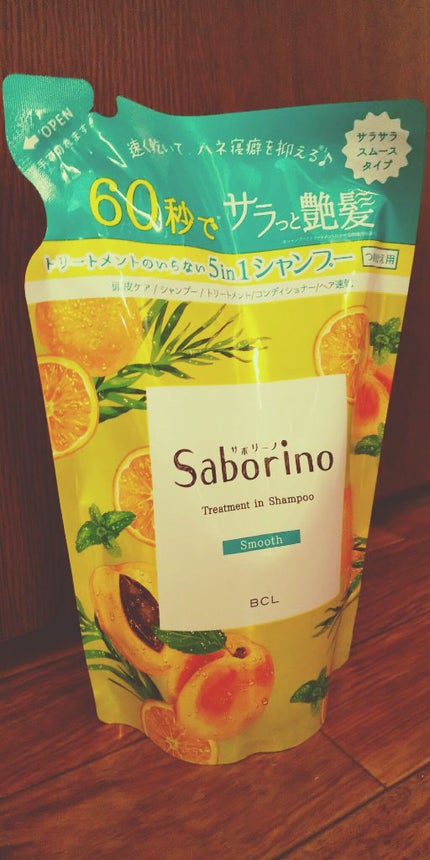 OPEN
速く乾いて、ハネ寝癖を抑える♪
サラサラ
スムース
タイプ
60秒で サラっと艶髪
トリートメントのいらない 5in1シャンプー つめ替え用
頭皮ケア/シャンプー/トリートメント/コンディショナー/ヘア速乾
サボリーノ
Saborino
Treatment in Shampoo
Smooth
BCL